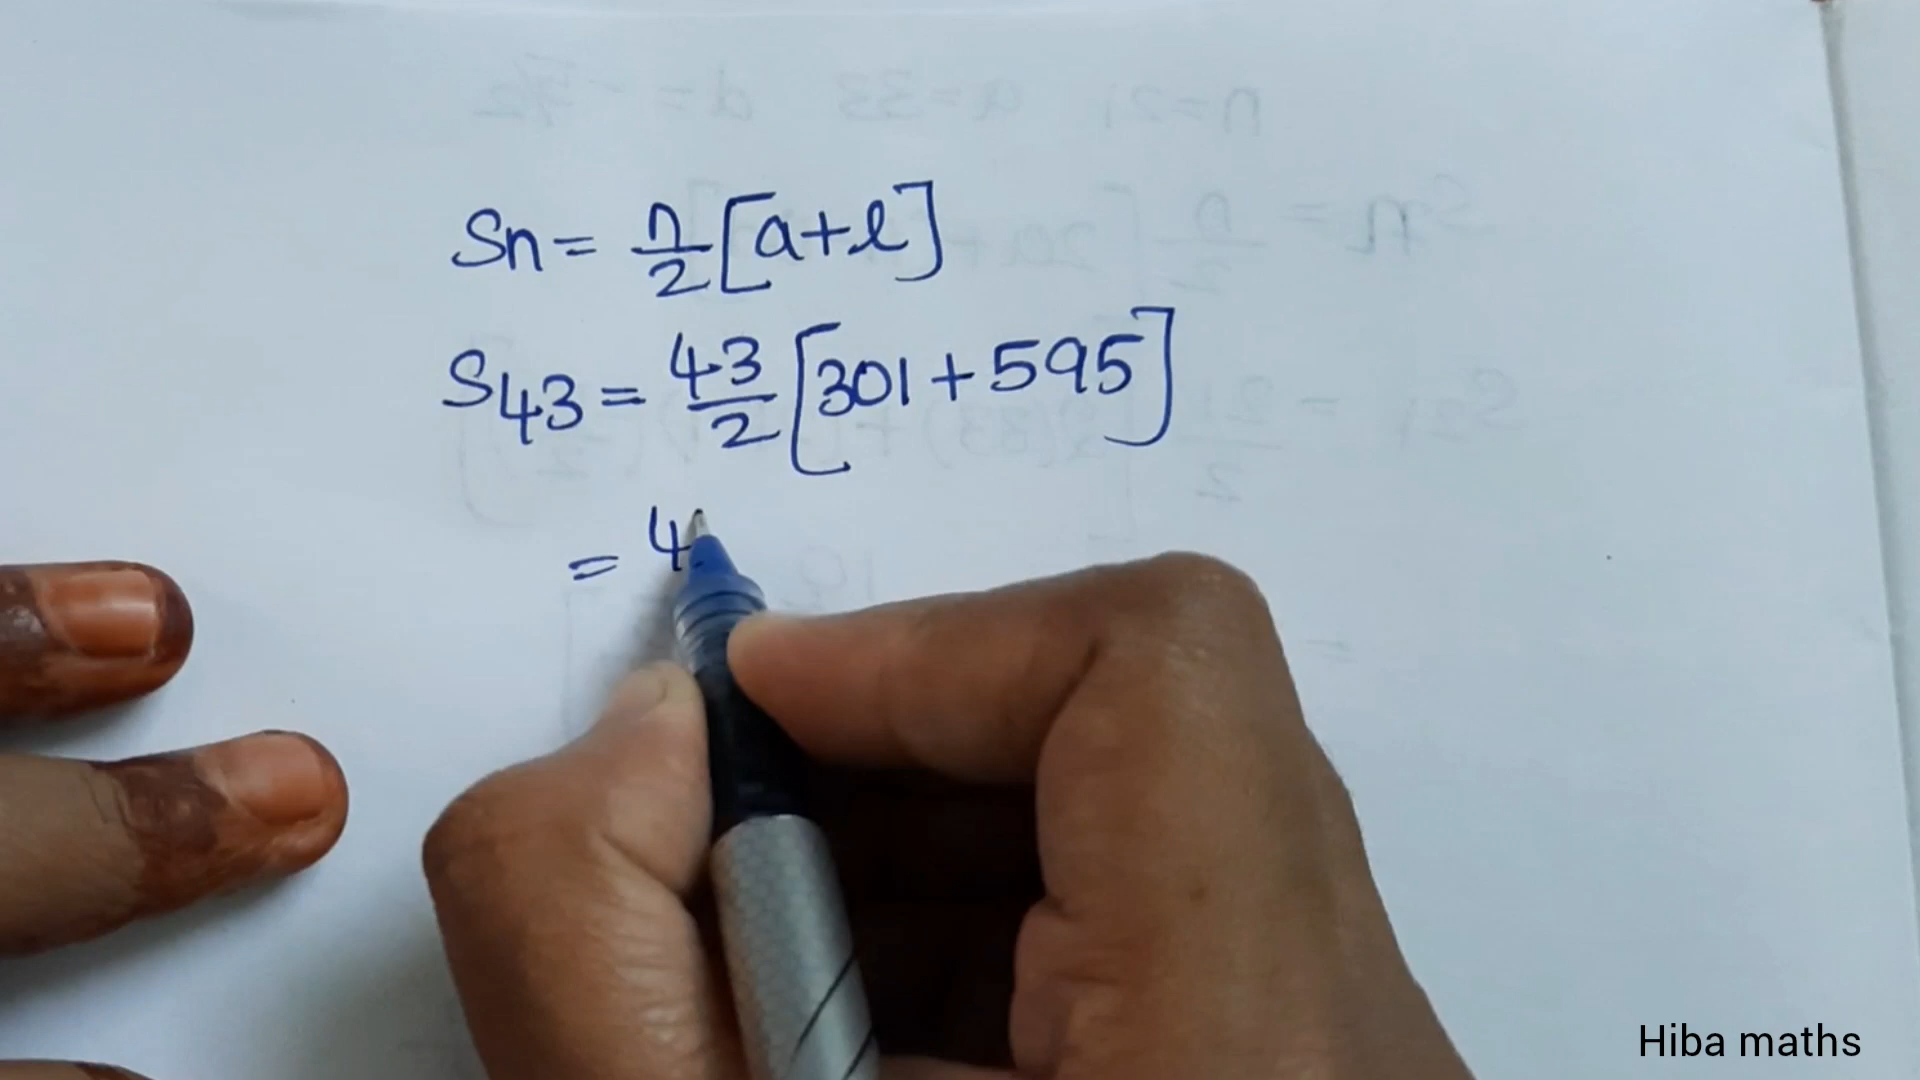 Sn = n/2 [a+l]
S43 = 43/2 [301+595]
= 4
Hiba maths